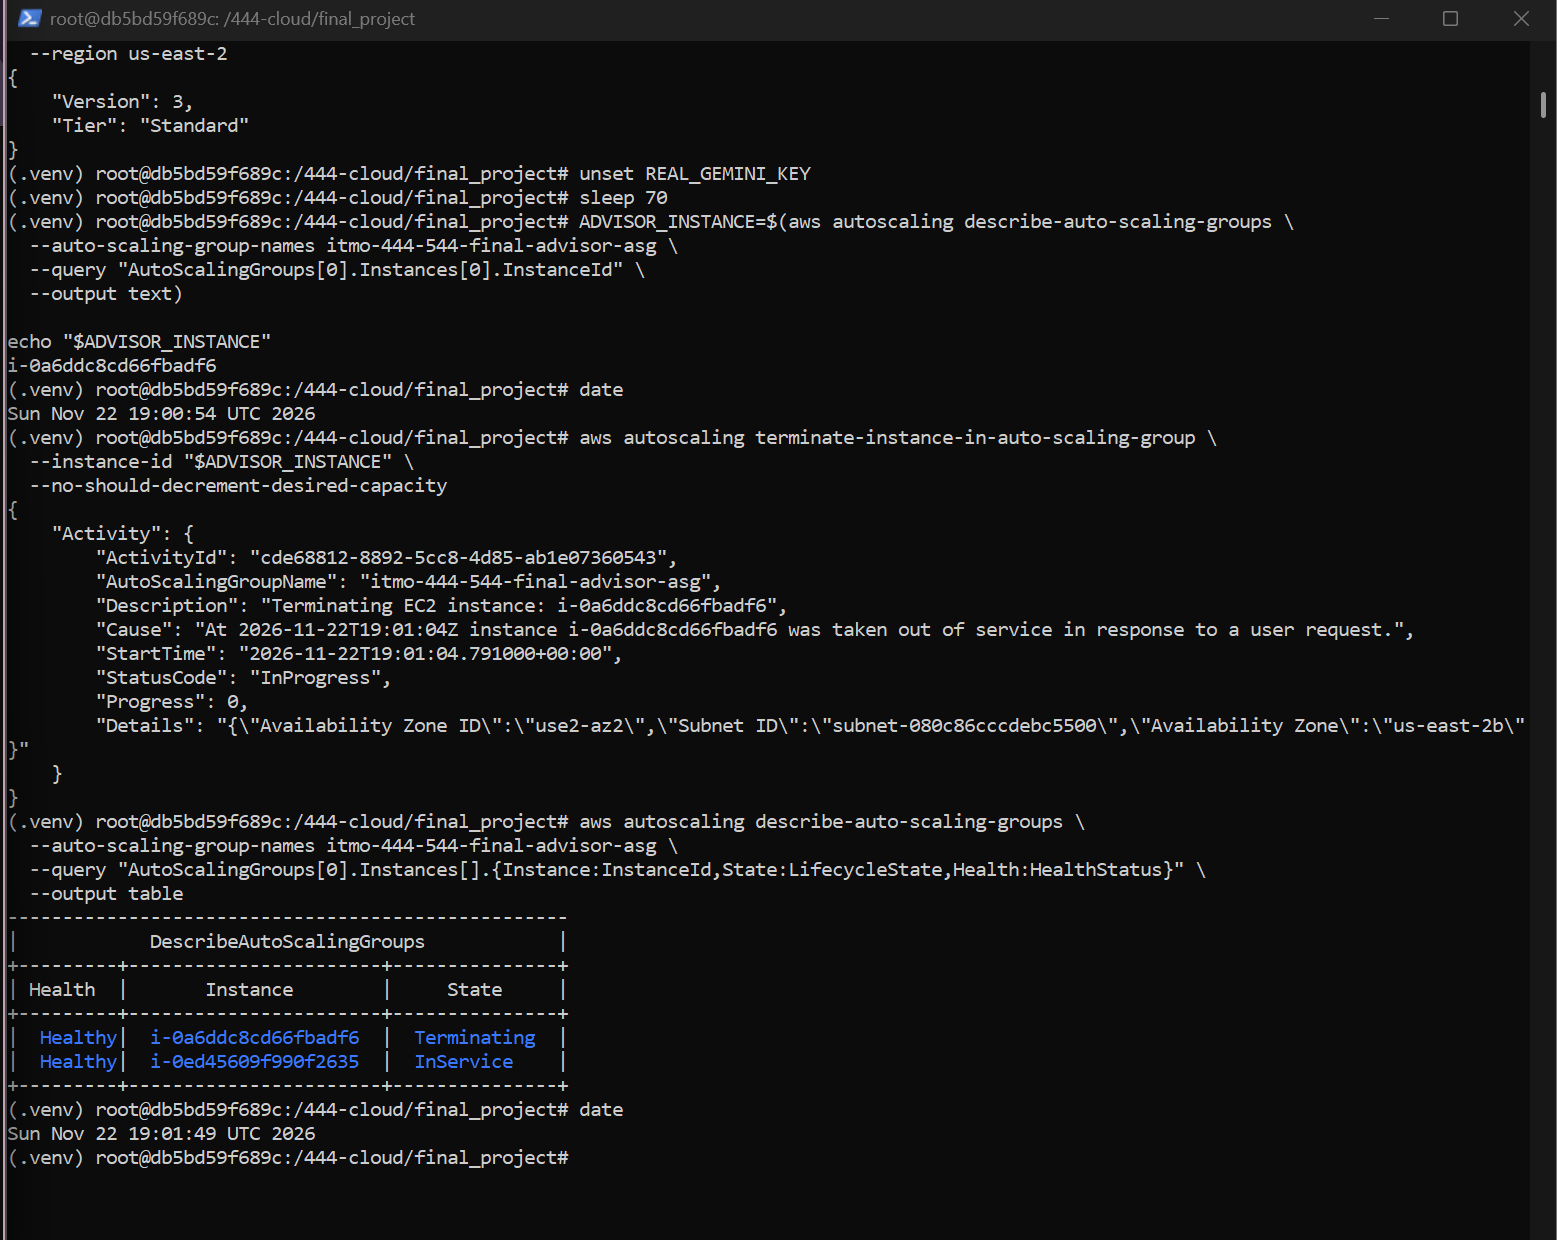 root@db5bd59f689c: /444-cloud/final_project
  --region us-east-2
{
    "Version": 3,
    "Tier": "Standard"
}
(.venv) root@db5bd59f689c:/444-cloud/final_project# unset REAL_GEMINI_KEY
(.venv) root@db5bd59f689c:/444-cloud/final_project# sleep 70
(.venv) root@db5bd59f689c:/444-cloud/final_project# ADVISOR_INSTANCE=$(aws autoscaling describe-auto-scaling-groups \
  --auto-scaling-group-names itmo-444-544-final-advisor-asg \
  --query "AutoScalingGroups[0].Instances[0].InstanceId" \
  --output text)

echo "$ADVISOR_INSTANCE"
i-0a6ddc8cd66fbadf6
(.venv) root@db5bd59f689c:/444-cloud/final_project# date
Sun Nov 22 19:00:54 UTC 2026
(.venv) root@db5bd59f689c:/444-cloud/final_project# aws autoscaling terminate-instance-in-auto-scaling-group \
  --instance-id "$ADVISOR_INSTANCE" \
  --no-should-decrement-desired-capacity
{
    "Activity": {
        "ActivityId": "cde68812-8892-5cc8-4d85-ab1e07360543",
        "AutoScalingGroupName": "itmo-444-544-final-advisor-asg",
        "Description": "Terminating EC2 instance: i-0a6ddc8cd66fbadf6",
        "Cause": "At 2026-11-22T19:01:04Z instance i-0a6ddc8cd66fbadf6 was taken out of service in response to a user request.",
        "StartTime": "2026-11-22T19:01:04.791000+00:00",
        "StatusCode": "InProgress",
        "Progress": 0,
        "Details": "{\"Availability Zone ID\":\"use2-az2\",\"Subnet ID\":\"subnet-080c86cccdebc5500\",\"Availability Zone\":\"us-east-2b\"
}"
    }
}
(.venv) root@db5bd59f689c:/444-cloud/final_project# aws autoscaling describe-auto-scaling-groups \
  --auto-scaling-group-names itmo-444-544-final-advisor-asg \
  --query "AutoScalingGroups[0].Instances[].{Instance:InstanceId,State:LifecycleState,Health:HealthStatus}" \
  --output table
---------------------------------------------------
|            DescribeAutoScalingGroups            |
+---------+-----------------------+---------------+
| Health  |       Instance        |     State     |
+---------+-----------------------+---------------+
|  Healthy|  i-0a6ddc8cd66fbadf6  |  Terminating  |
|  Healthy|  i-0ed45609f990f2635  |  InService    |
+---------+-----------------------+---------------+
(.venv) root@db5bd59f689c:/444-cloud/final_project# date
Sun Nov 22 19:01:49 UTC 2026
(.venv) root@db5bd59f689c:/444-cloud/final_project#